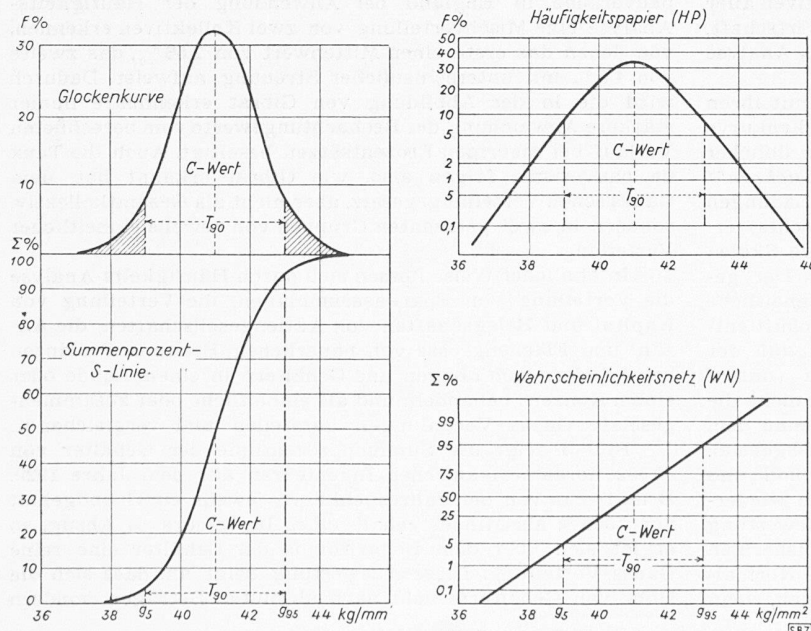 F%
30
Glockenkurve
20
C-Wert
10
T90
Σ%
100
90
80
70
Summenprozent-
S-Linie
60
50
40
30
C-Wert
20
10
T90
0
36 38 g5 40 42 g95 44 kg/mm²
F% Häufigkeitspapier (HP)
50
40
30
20
10
5
C-Wert
2
1
5
T90
0,1
36 38 40 42 44
Σ% Wahrscheinlichkeitsnetz (WN)
99
95
75
50
25
C-Wert
5
T90
1
0,1
36 38 g5 40 42 g95 44 kg/mm²
SBZ